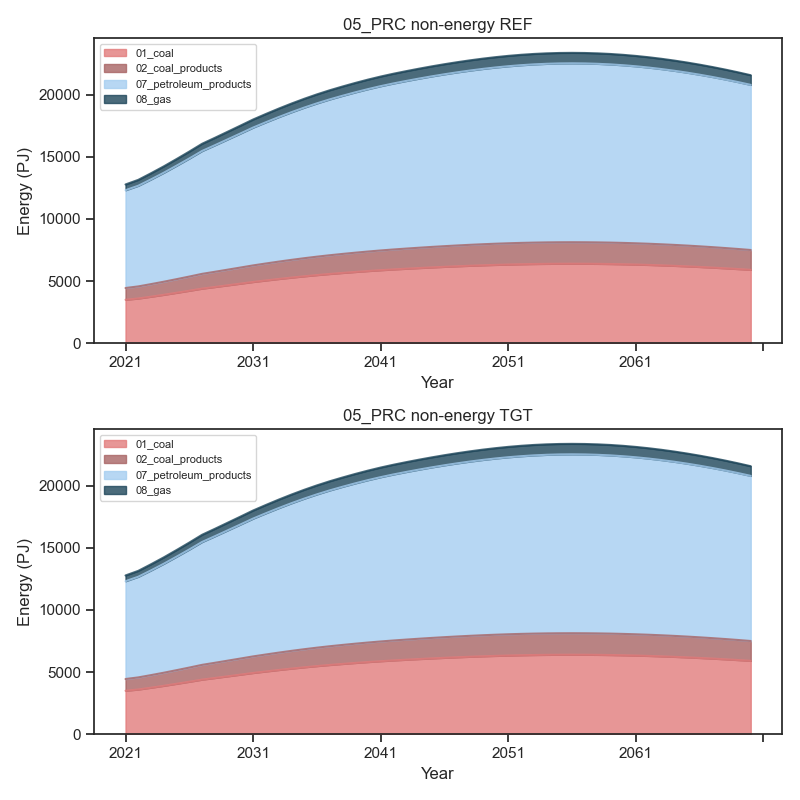 05_PRC non-energy REF
01_coal
02_coal_products
07_petroleum_products
08_gas
Energy (PJ)
20000
15000
10000
5000
0
2021 2031 2041 2051 2061
Year
05_PRC non-energy TGT
01_coal
02_coal_products
07_petroleum_products
08_gas
Energy (PJ)
20000
15000
10000
5000
0
2021 2031 2041 2051 2061
Year